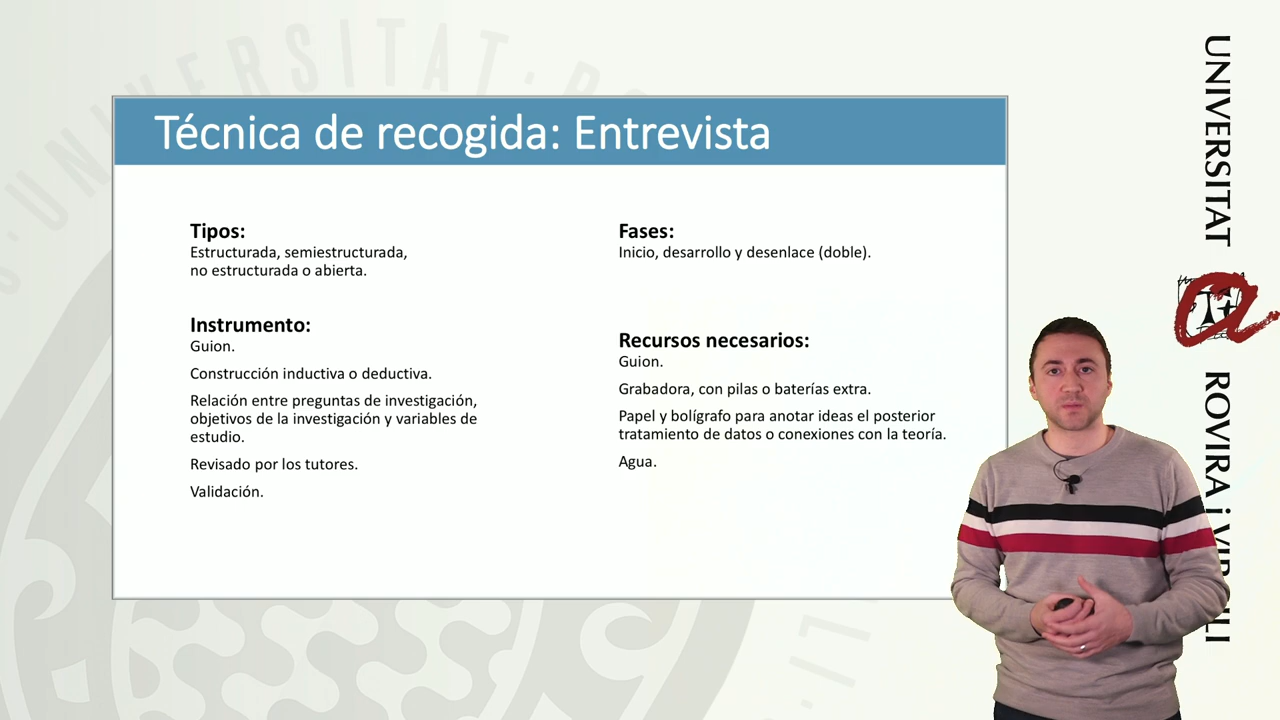 Técnica de recogida: Entrevista
Tipos:
Estructurada, semiestructurada,
no estructurada o abierta.
Instrumento:
Guion.
Construcción inductiva o deductiva.
Relación entre preguntas de investigación,
objetivos de la investigación y variables de
estudio.
Revisado por los tutores.
Validación.
Fases:
Inicio, desarrollo y desenlace (doble).
Recursos necesarios:
Guion.
Grabadora, con pilas o baterías extra.
Papel y bolígrafo para anotar ideas el posterior
tratamiento de datos o conexiones con la teoría.
Agua.
UNIVERSITAT
ROVIRA i